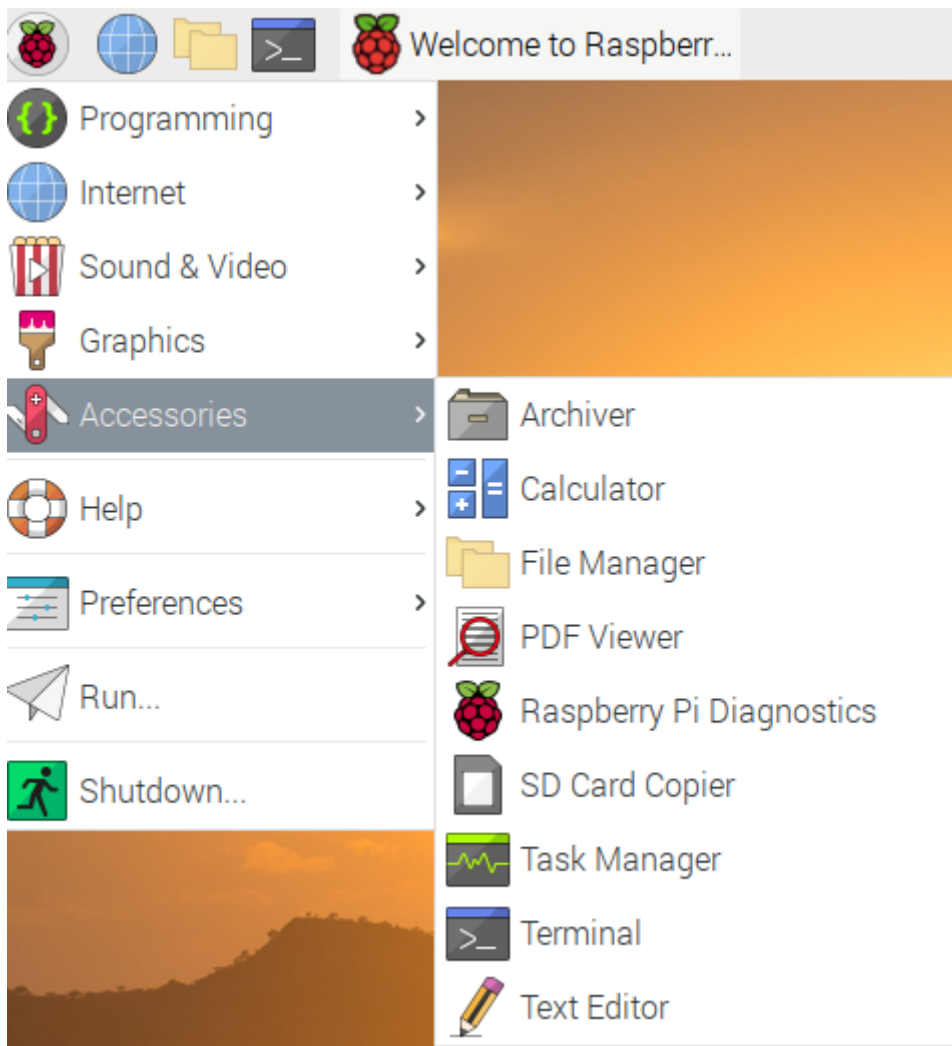 Welcome to Raspberr...
Programming
Internet
Sound & Video
Graphics
Accessories
Help
Preferences
Run...
Shutdown...
Archiver
Calculator
File Manager
PDF Viewer
Raspberry Pi Diagnostics
SD Card Copier
Task Manager
Terminal
Text Editor